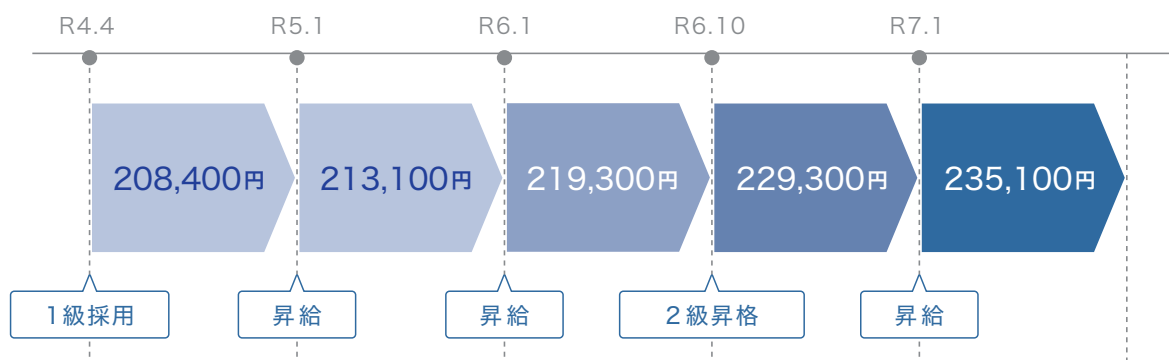 R4.4 R5.1 R6.1 R6.10 R7.1
208,400円 213,100円 219,300円 229,300円 235,100円
1級採用 昇給 昇給 2級昇格 昇給